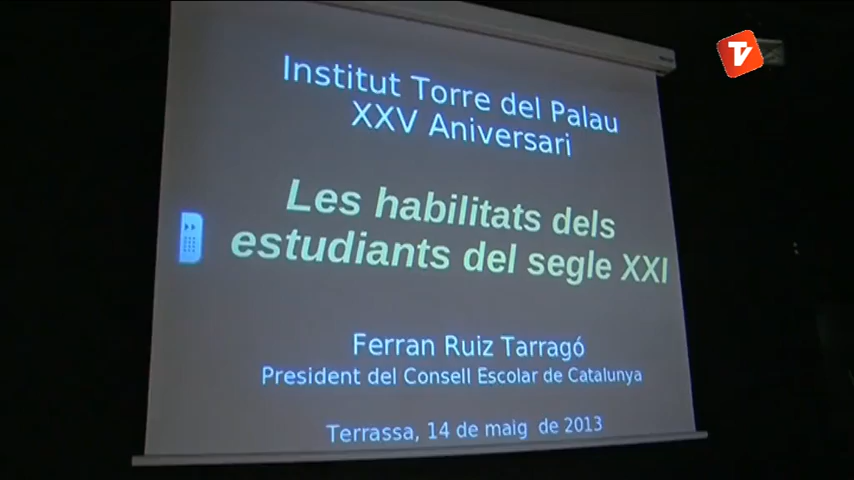 TV
Institut Torre del Palau
XXV Aniversari
Les habilitats dels
estudiants del segle XXI
Ferran Ruiz Tarragó
President del Consell Escolar de Catalunya
Terrassa, 14 de maig de 2013